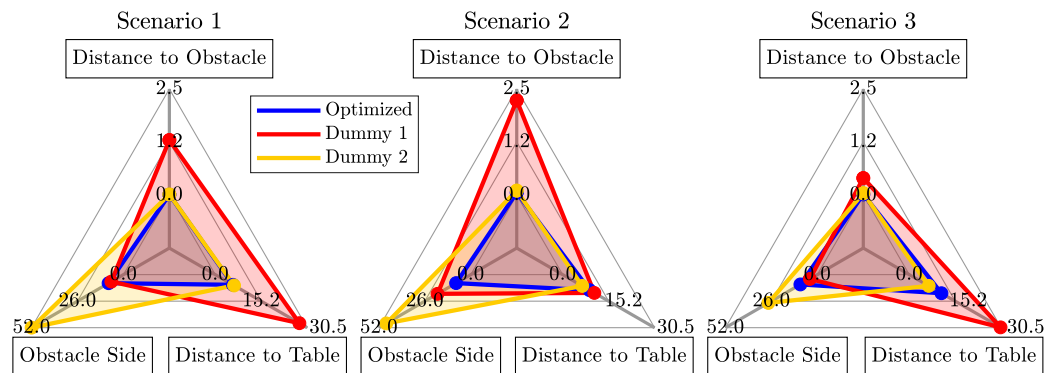 Scenario 1
Scenario 2
Scenario 3
Distance to Obstacle
Distance to Obstacle
Distance to Obstacle
2.5
2.5
2.5
Optimized
Dummy 1
Dummy 2
1.2
1.2
1.2
0.0
0.0
0.0
0.0 0.0
0.0 0.0
0.0 0.0
26.0 15.2
26.0 15.2
26.0 15.2
52.0 30.5
52.0 30.5
52.0 30.5
Obstacle Side
Distance to Table
Obstacle Side
Distance to Table
Obstacle Side
Distance to Table